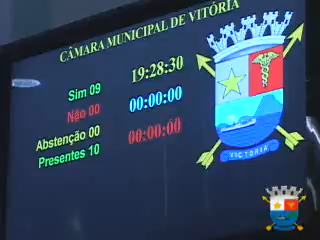 CÂMARA MUNICIPAL DE VITÓRIA
Sim 09 19:28:30
Não 00 00:00:00
Abstenção 00 00:00:00
Presentes 10
VICTORIA